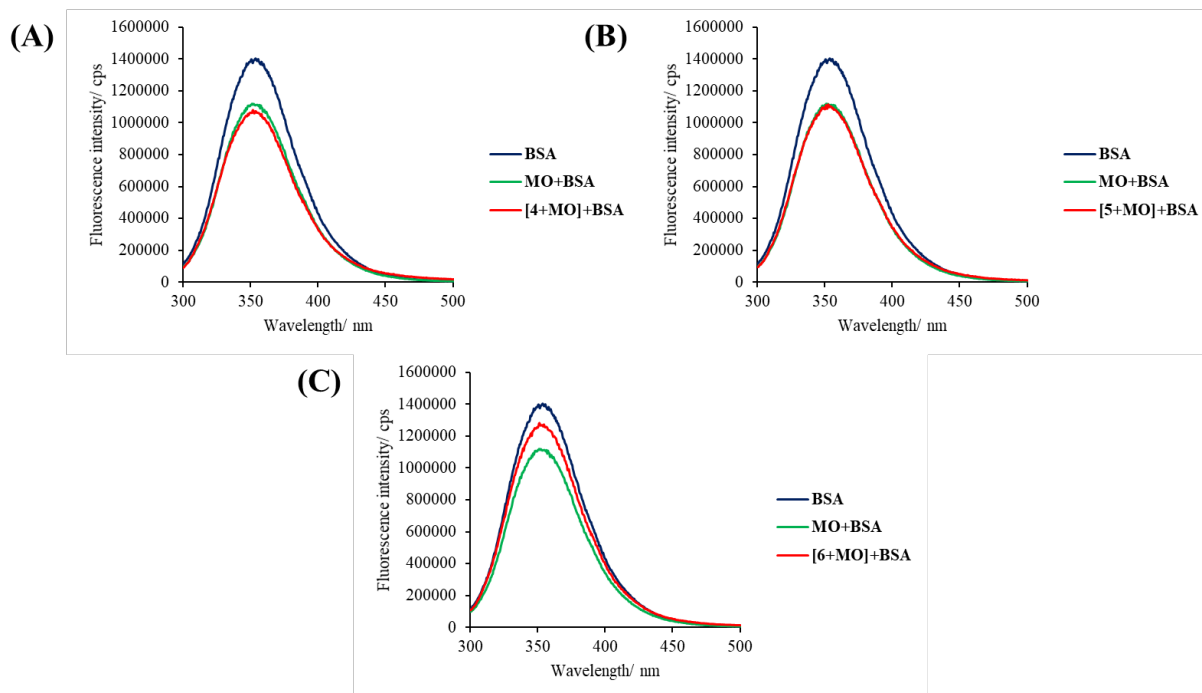 (A)
Fluorescence intensity/ cps
1600000
1400000
1200000
1000000
800000
600000
400000
200000
0
300 350 400 450 500
Wavelength/ nm
BSA
MO+BSA
[4+MO]+BSA
(B)
Fluorescence intensity/ cps
1600000
1400000
1200000
1000000
800000
600000
400000
200000
0
300 350 400 450 500
Wavelength/ nm
BSA
MO+BSA
[5+MO]+BSA
(C)
Fluorescence intensity/ cps
1600000
1400000
1200000
1000000
800000
600000
400000
200000
0
300 350 400 450 500
Wavelength/ nm
BSA
MO+BSA
[6+MO]+BSA